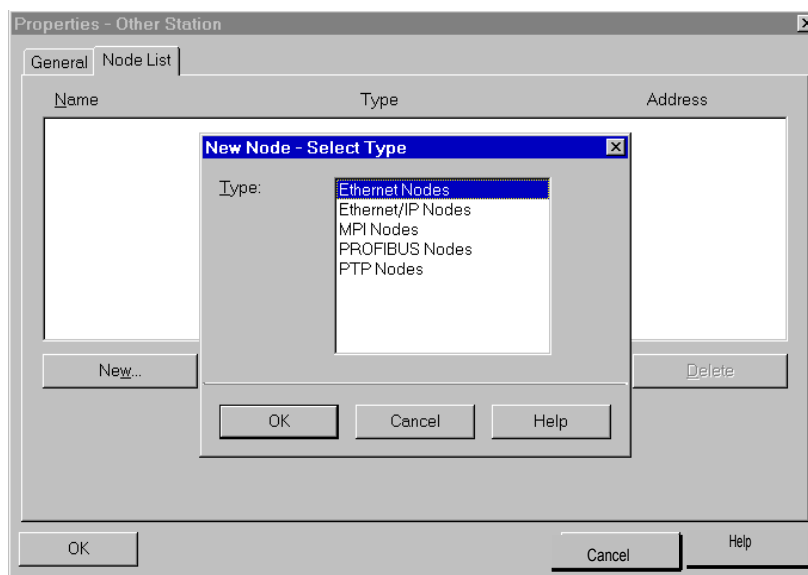 Properties - Other Station
General Node List
Name Type Address
New Node - Select Type
Type:
Ethernet Nodes
Ethernet/IP Nodes
MPI Nodes
PROFIBUS Nodes
PTP Nodes
New... Delete
OK Cancel Help
OK Cancel Help